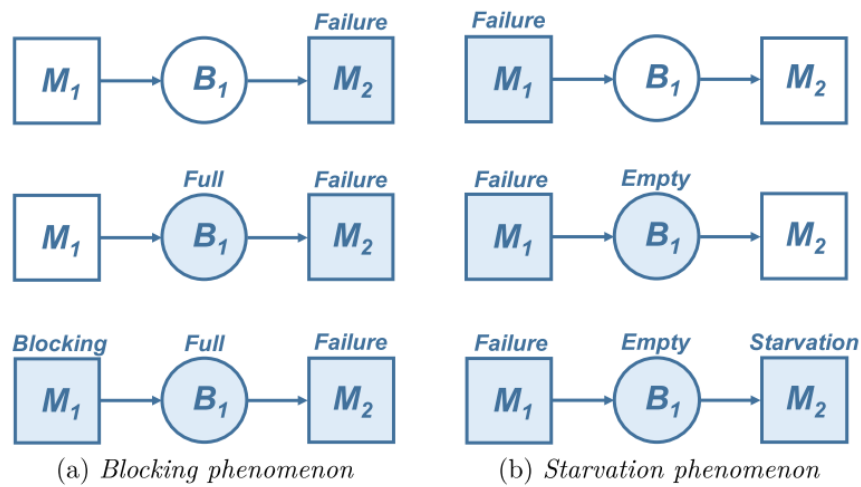 Failure
M1 B1 M2
Full Failure
M1 B1 M2
Blocking Full Failure
M1 B1 M2
(a) Blocking phenomenon
Failure
M1 B1 M2
Failure Empty
M1 B1 M2
Failure Empty Starvation
M1 B1 M2
(b) Starvation phenomenon